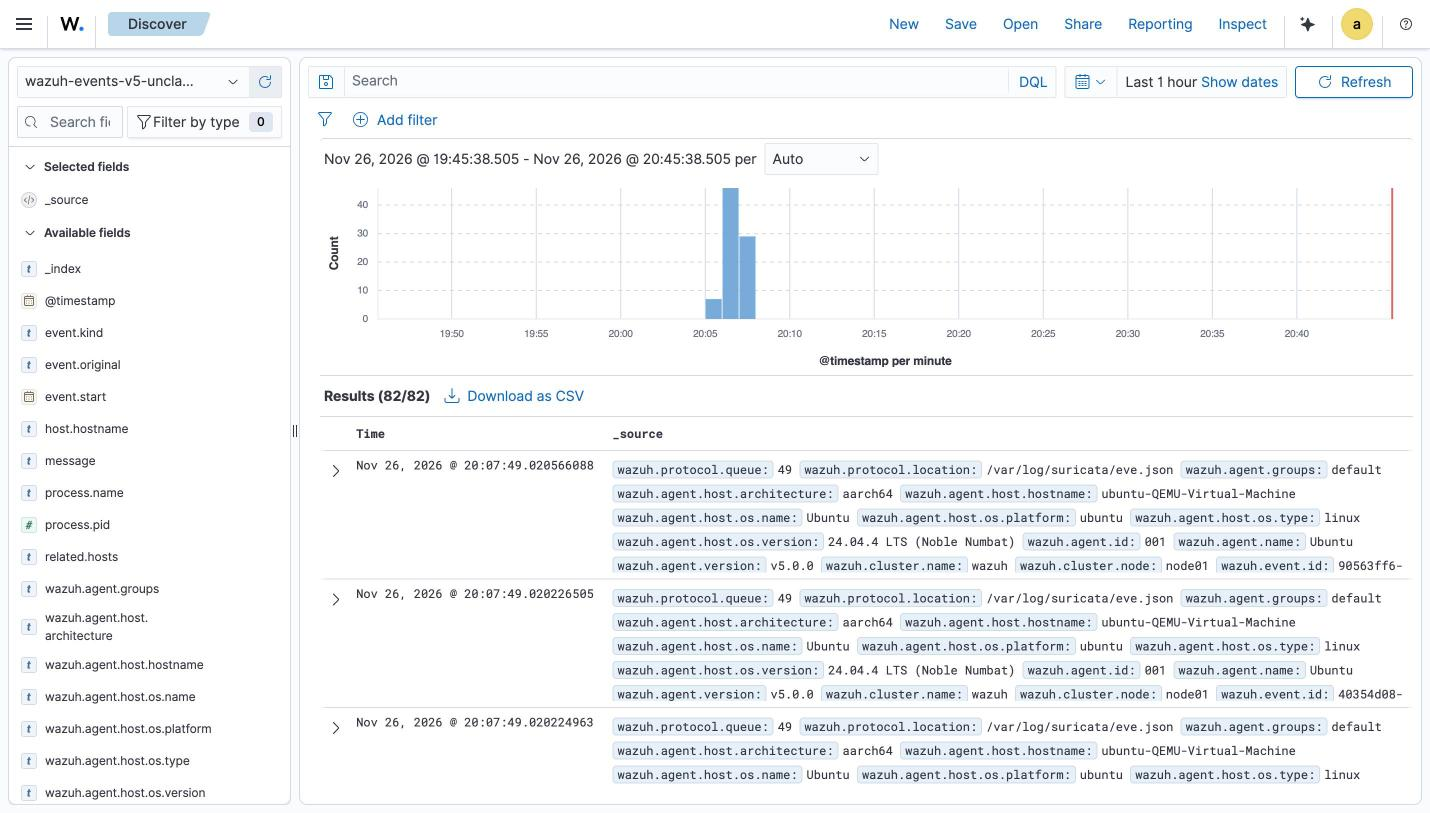 W. Discover New Save Open Share Reporting Inspect a
wazuh-events-v5-uncla...
Search fi Filter by type 0
Selected fields
_source
Available fields
t _index
@timestamp
t event.kind
t event.original
event.start
t host.hostname
t message
t process.name
# process.pid
t related.hosts
t wazuh.agent.groups
t wazuh.agent.host.
architecture
t wazuh.agent.host.hostname
t wazuh.agent.host.os.name
t wazuh.agent.host.os.platform
t wazuh.agent.host.os.type
t wazuh.agent.host.os.version
Search DQL Last 1 hour Show dates Refresh
Add filter
Nov 26, 2026 @ 19:45:38.505 - Nov 26, 2026 @ 20:45:38.505 per Auto
Count
40
30
20
10
0
19:50 19:55 20:00 20:05 20:10 20:15 20:20 20:25 20:30 20:35 20:40
@timestamp per minute
Results (82/82) Download as CSV
Time _source
Nov 26, 2026 @ 20:07:49.020566088 wazuh.protocol.queue: 49 wazuh.protocol.location: /var/log/suricata/eve.json wazuh.agent.groups: default
wazuh.agent.host.architecture: aarch64 wazuh.agent.host.hostname: ubuntu-QEMU-Virtual-Machine
wazuh.agent.host.os.name: Ubuntu wazuh.agent.host.os.platform: ubuntu wazuh.agent.host.os.type: linux
wazuh.agent.host.os.version: 24.04.4 LTS (Noble Numbat) wazuh.agent.id: 001 wazuh.agent.name: Ubuntu
wazuh.agent.version: v5.0.0 wazuh.cluster.name: wazuh wazuh.cluster.node: node01 wazuh.event.id: 90563ff6-
Nov 26, 2026 @ 20:07:49.020226505 wazuh.protocol.queue: 49 wazuh.protocol.location: /var/log/suricata/eve.json wazuh.agent.groups: default
wazuh.agent.host.architecture: aarch64 wazuh.agent.host.hostname: ubuntu-QEMU-Virtual-Machine
wazuh.agent.host.os.name: Ubuntu wazuh.agent.host.os.platform: ubuntu wazuh.agent.host.os.type: linux
wazuh.agent.host.os.version: 24.04.4 LTS (Noble Numbat) wazuh.agent.id: 001 wazuh.agent.name: Ubuntu
wazuh.agent.version: v5.0.0 wazuh.cluster.name: wazuh wazuh.cluster.node: node01 wazuh.event.id: 40354d08-
Nov 26, 2026 @ 20:07:49.020224963 wazuh.protocol.queue: 49 wazuh.protocol.location: /var/log/suricata/eve.json wazuh.agent.groups: default
wazuh.agent.host.architecture: aarch64 wazuh.agent.host.hostname: ubuntu-QEMU-Virtual-Machine
wazuh.agent.host.os.name: Ubuntu wazuh.agent.host.os.platform: ubuntu wazuh.agent.host.os.type: linux